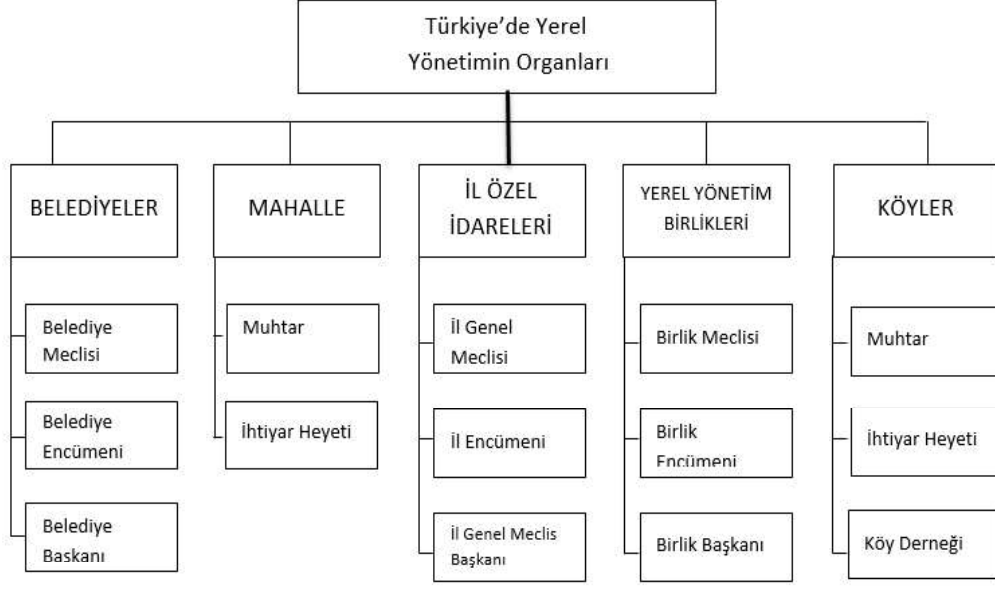 Türkiye’de Yerel
Yönetimin Organları
BELEDİYELER
MAHALLE
İL ÖZEL
İDARELERİ
YEREL YÖNETİM
BİRLİKLERİ
KÖYLER
Belediye
Meclisi
Belediye
Encümeni
Belediye
Başkanı
Muhtar
İhtiyar Heyeti
İl Genel
Meclisi
İl Encümeni
İl Genel Meclis
Başkanı
Birlik Meclisi
Birlik
Encümeni
Birlik Başkanı
Muhtar
İhtiyar Heyeti
Köy Derneği